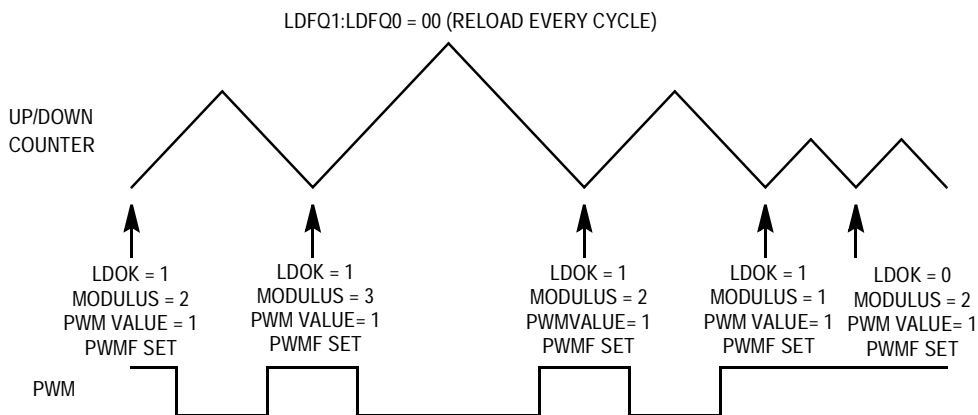 LDFQ1:LDFQ0 = 00 (RELOAD EVERY CYCLE)
UP/DOWN
COUNTER
LDOK = 1
MODULUS = 2
PWM VALUE = 1
PWMF SET
LDOK = 1
MODULUS = 3
PWM VALUE= 1
PWMF SET
LDOK = 1
MODULUS = 2
PWMVALUE= 1
PWMF SET
LDOK = 1
MODULUS = 1
PWM VALUE= 1
PWMF SET
LDOK = 0
MODULUS = 2
PWM VALUE= 1
PWMF SET
PWM